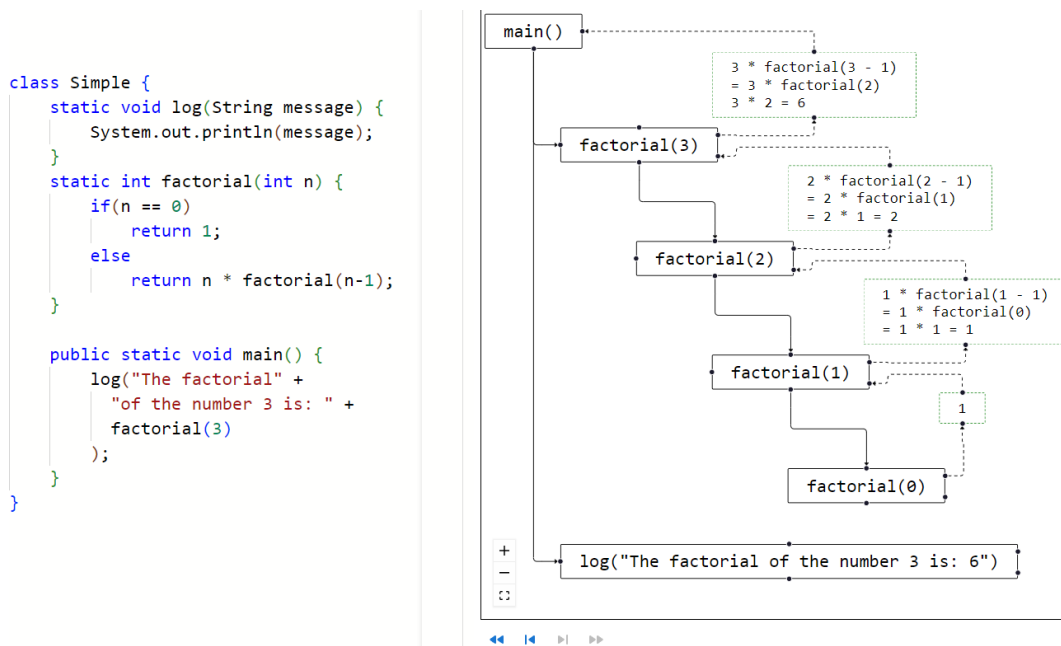 class Simple {
    static void log(String message) {
        System.out.println(message);
    }
    static int factorial(int n) {
        if(n == 0)
            return 1;
        else
            return n * factorial(n-1);
    }
    public static void main() {
        log("The factorial" +
          "of the number 3 is: " +
          factorial(3)
        );
    }
}
main()
3 * factorial(3 - 1)
= 3 * factorial(2)
3 * 2 = 6
factorial(3)
2 * factorial(2 - 1)
= 2 * factorial(1)
= 2 * 1 = 2
factorial(2)
1 * factorial(1 - 1)
= 1 * factorial(0)
= 1 * 1 = 1
factorial(1)
1
factorial(0)
log("The factorial of the number 3 is: 6")